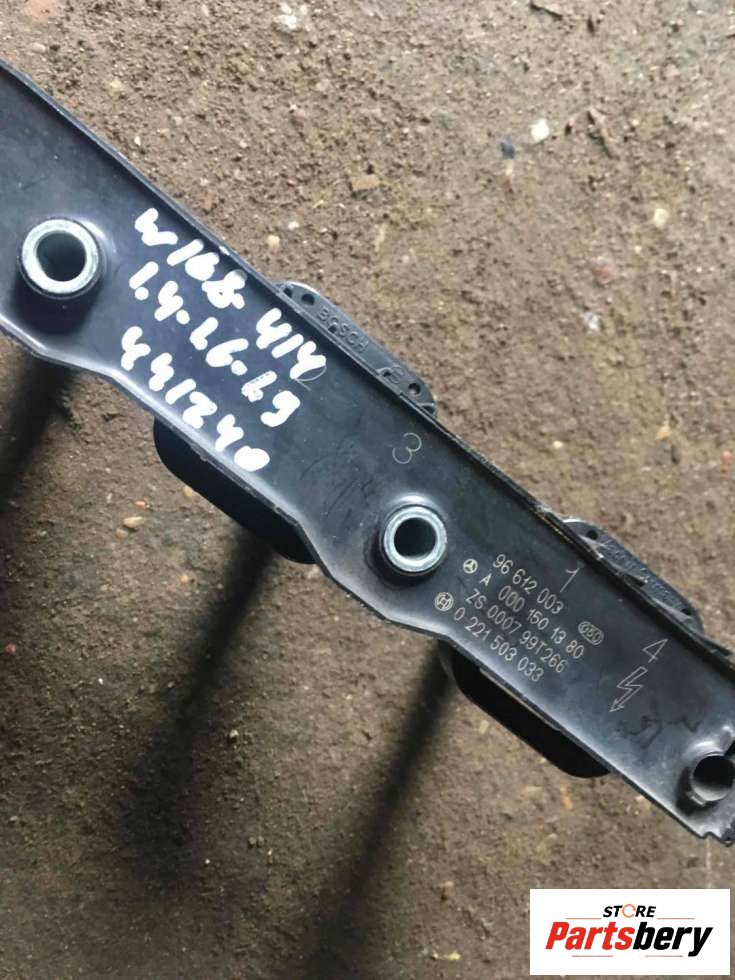 W168-414
1.4-1.6-1.9
441240
BOSCH
3
1
96 612 003
A 000 150 13 80
ZS 0007 99T266
0 221 503 033
4
STORE
Partsbery